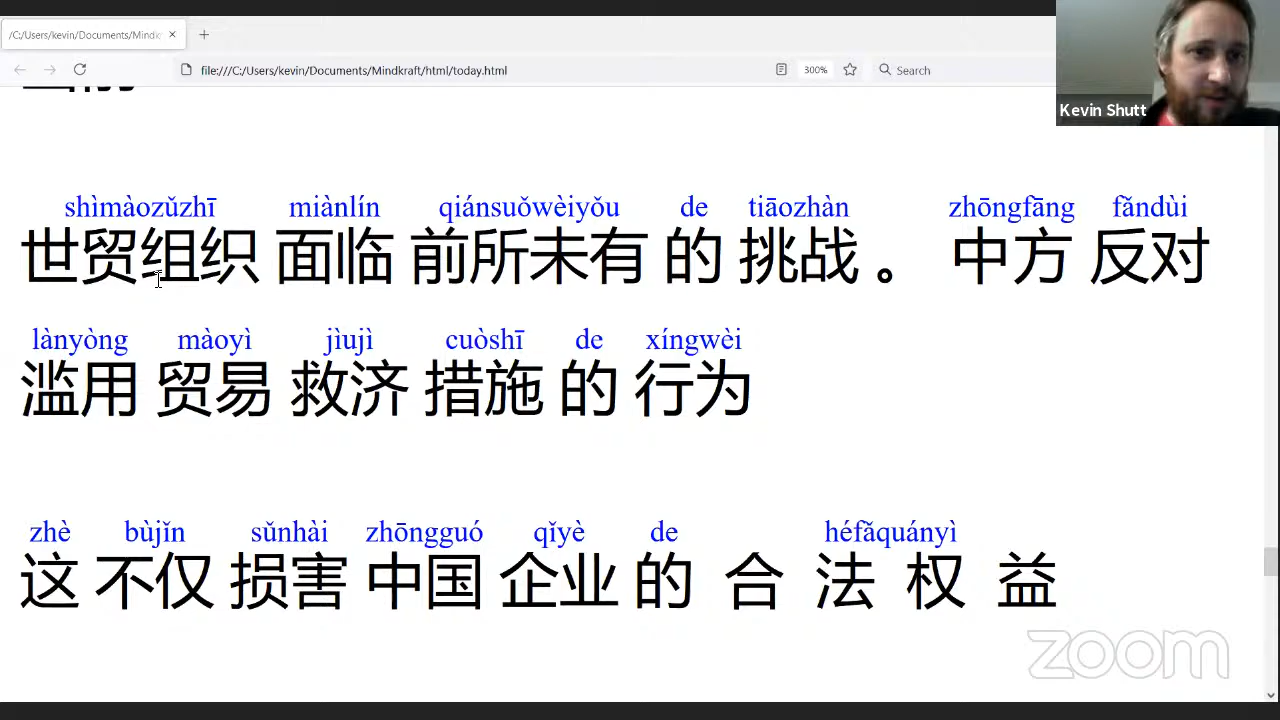 /C:/Users/kevin/Documents/Mindkr
file:///C:/Users/kevin/Documents/Mindkraft/html/today.html 300% Search
Kevin Shutt
shìmàozǔzhī miànlín qiánsuǒwèiyǒu de tiāozhàn zhōngfāng fǎnduì
世贸组织 面临 前所未有 的 挑战 。 中方 反对
lànyòng màoyì jiùjì cuòshī de xíngwèi
滥用 贸易 救济 措施 的 行为
zhè bùjǐn sǔnhài zhōngguó qǐyè de héfǎquányì
这 不仅 损害 中国 企业 的 合 法 权 益
zoom